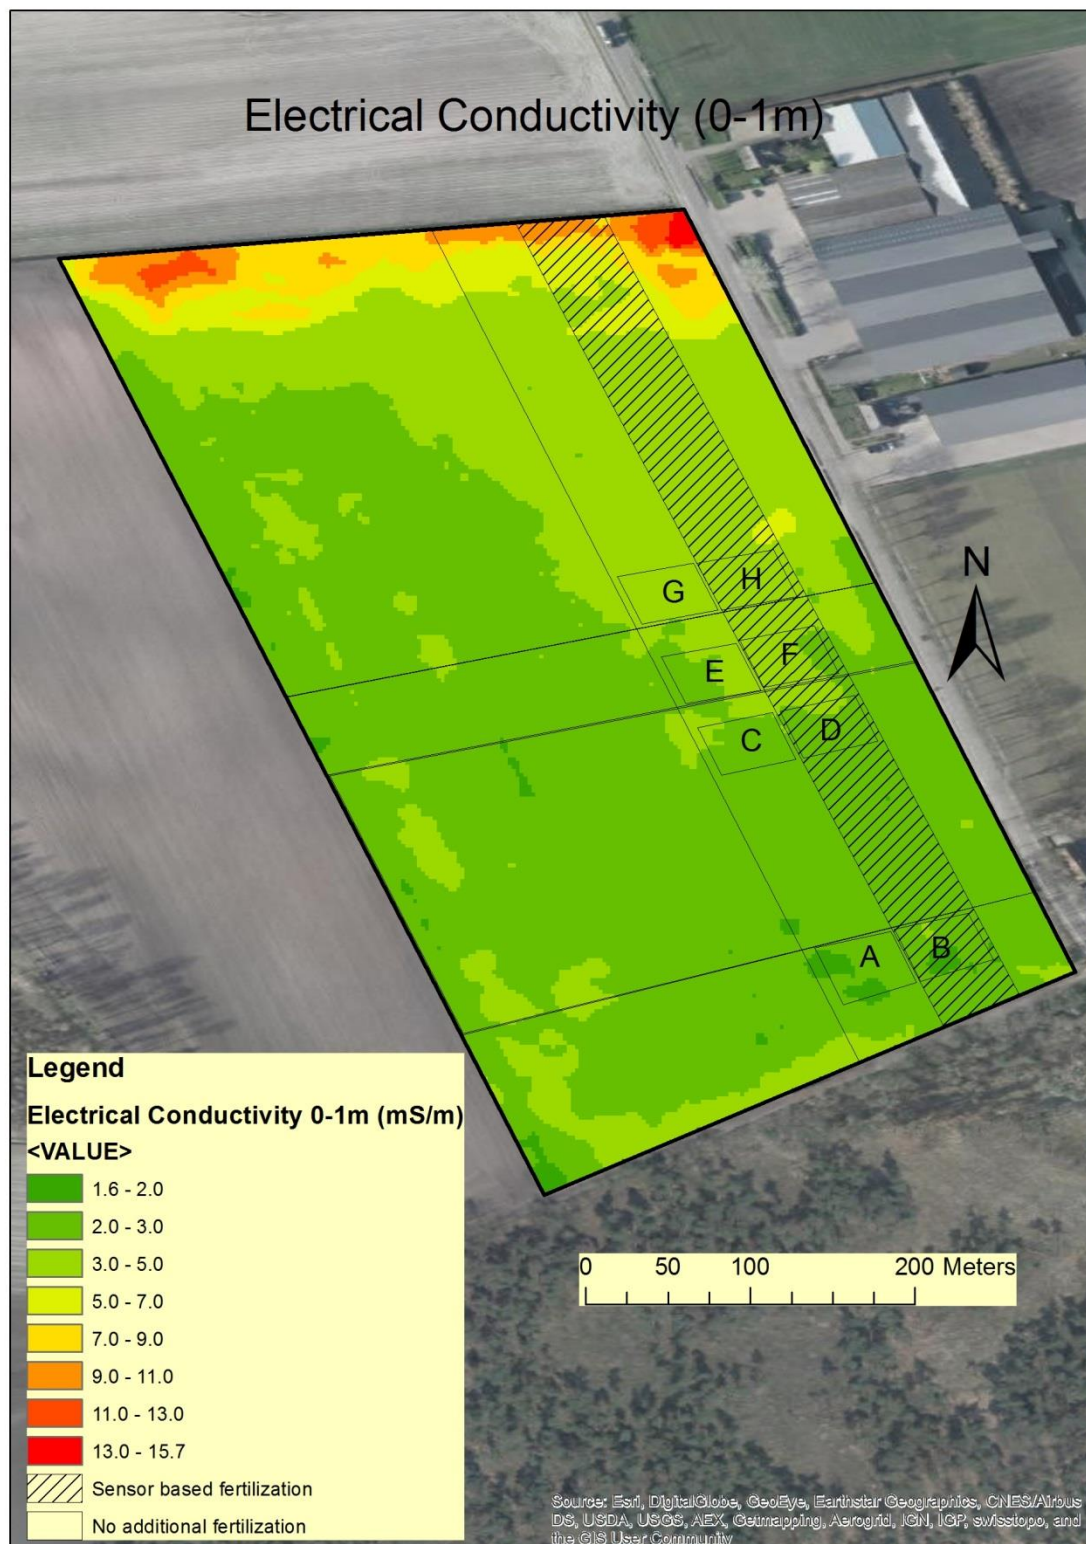 Electrical Conductivity (0-1m)
N
G
H
E
F
C
D
A
B
Legend
Electrical Conductivity 0-1m (mS/m)
<VALUE>
1.6 - 2.0
2.0 - 3.0
3.0 - 5.0
5.0 - 7.0
7.0 - 9.0
9.0 - 11.0
11.0 - 13.0
13.0 - 15.7
Sensor based fertilization
No additional fertilization
0 50 100 200 Meters
Source: Esri, DigitalGlobe, GeoEye, Earthstar Geographics, CNES/Airbus
DS, USDA, USGS, AEX, Getmapping, Aerogrid, IGN, IGP, swisstopo, and
the GIS User Community